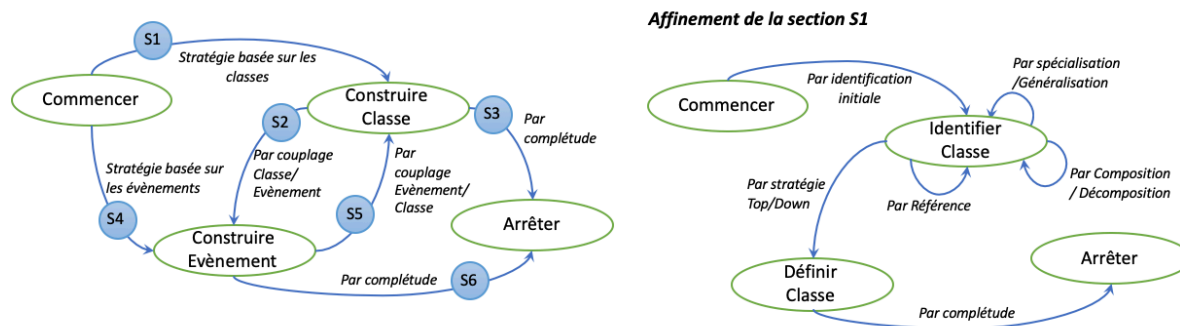 Affinement de la section S1
S1
Stratégie basée sur les
classes
Commencer
Construire
Classe
S2
S3
Par
complétude
Par couplage
Classe/
Evènement
Par
couplage
Evènement/
Classe
Stratégie basée sur
les évènements
S4
S5
Construire
Evènement
Arrêter
Par complétude
S6
Commencer
Par identification
initiale
Par spécialisation
/Généralisation
Identifier
Classe
Par stratégie
Top/Down
Par Référence
Par Composition
/Décomposition
Définir
Classe
Arrêter
Par complétude